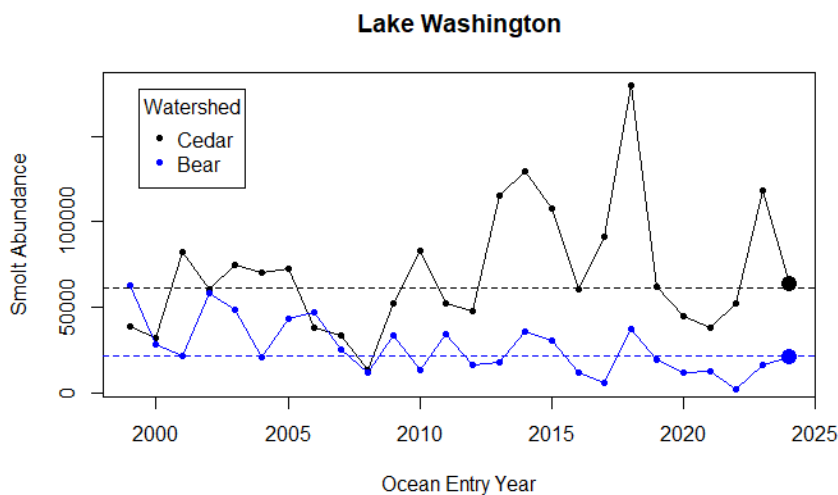 Lake Washington
Smolt Abundance
Watershed
Cedar
Bear
100000
50000
0
2000 2005 2010 2015 2020 2025
Ocean Entry Year